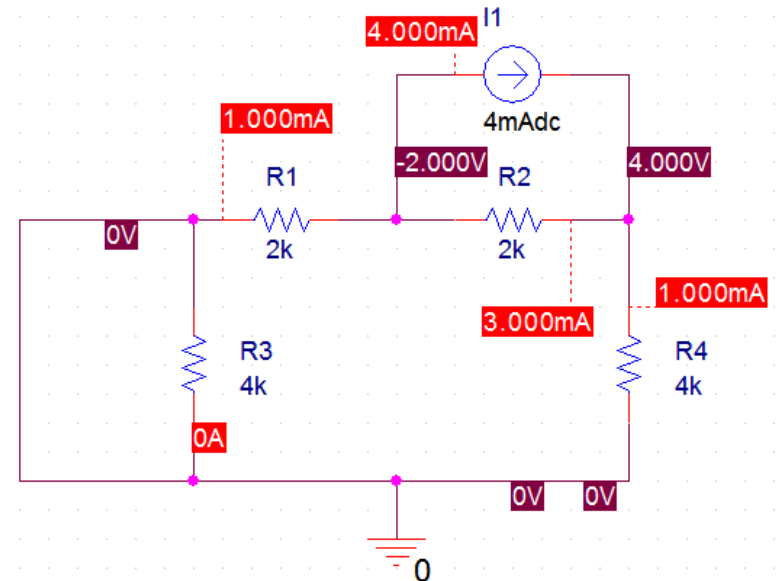 I1
4.000mA
4mAdc
1.000mA
-2.000V
4.000V
R1
R2
2k
2k
0V
3.000mA
1.000mA
R3
4k
R4
4k
0A
0V
0V
0